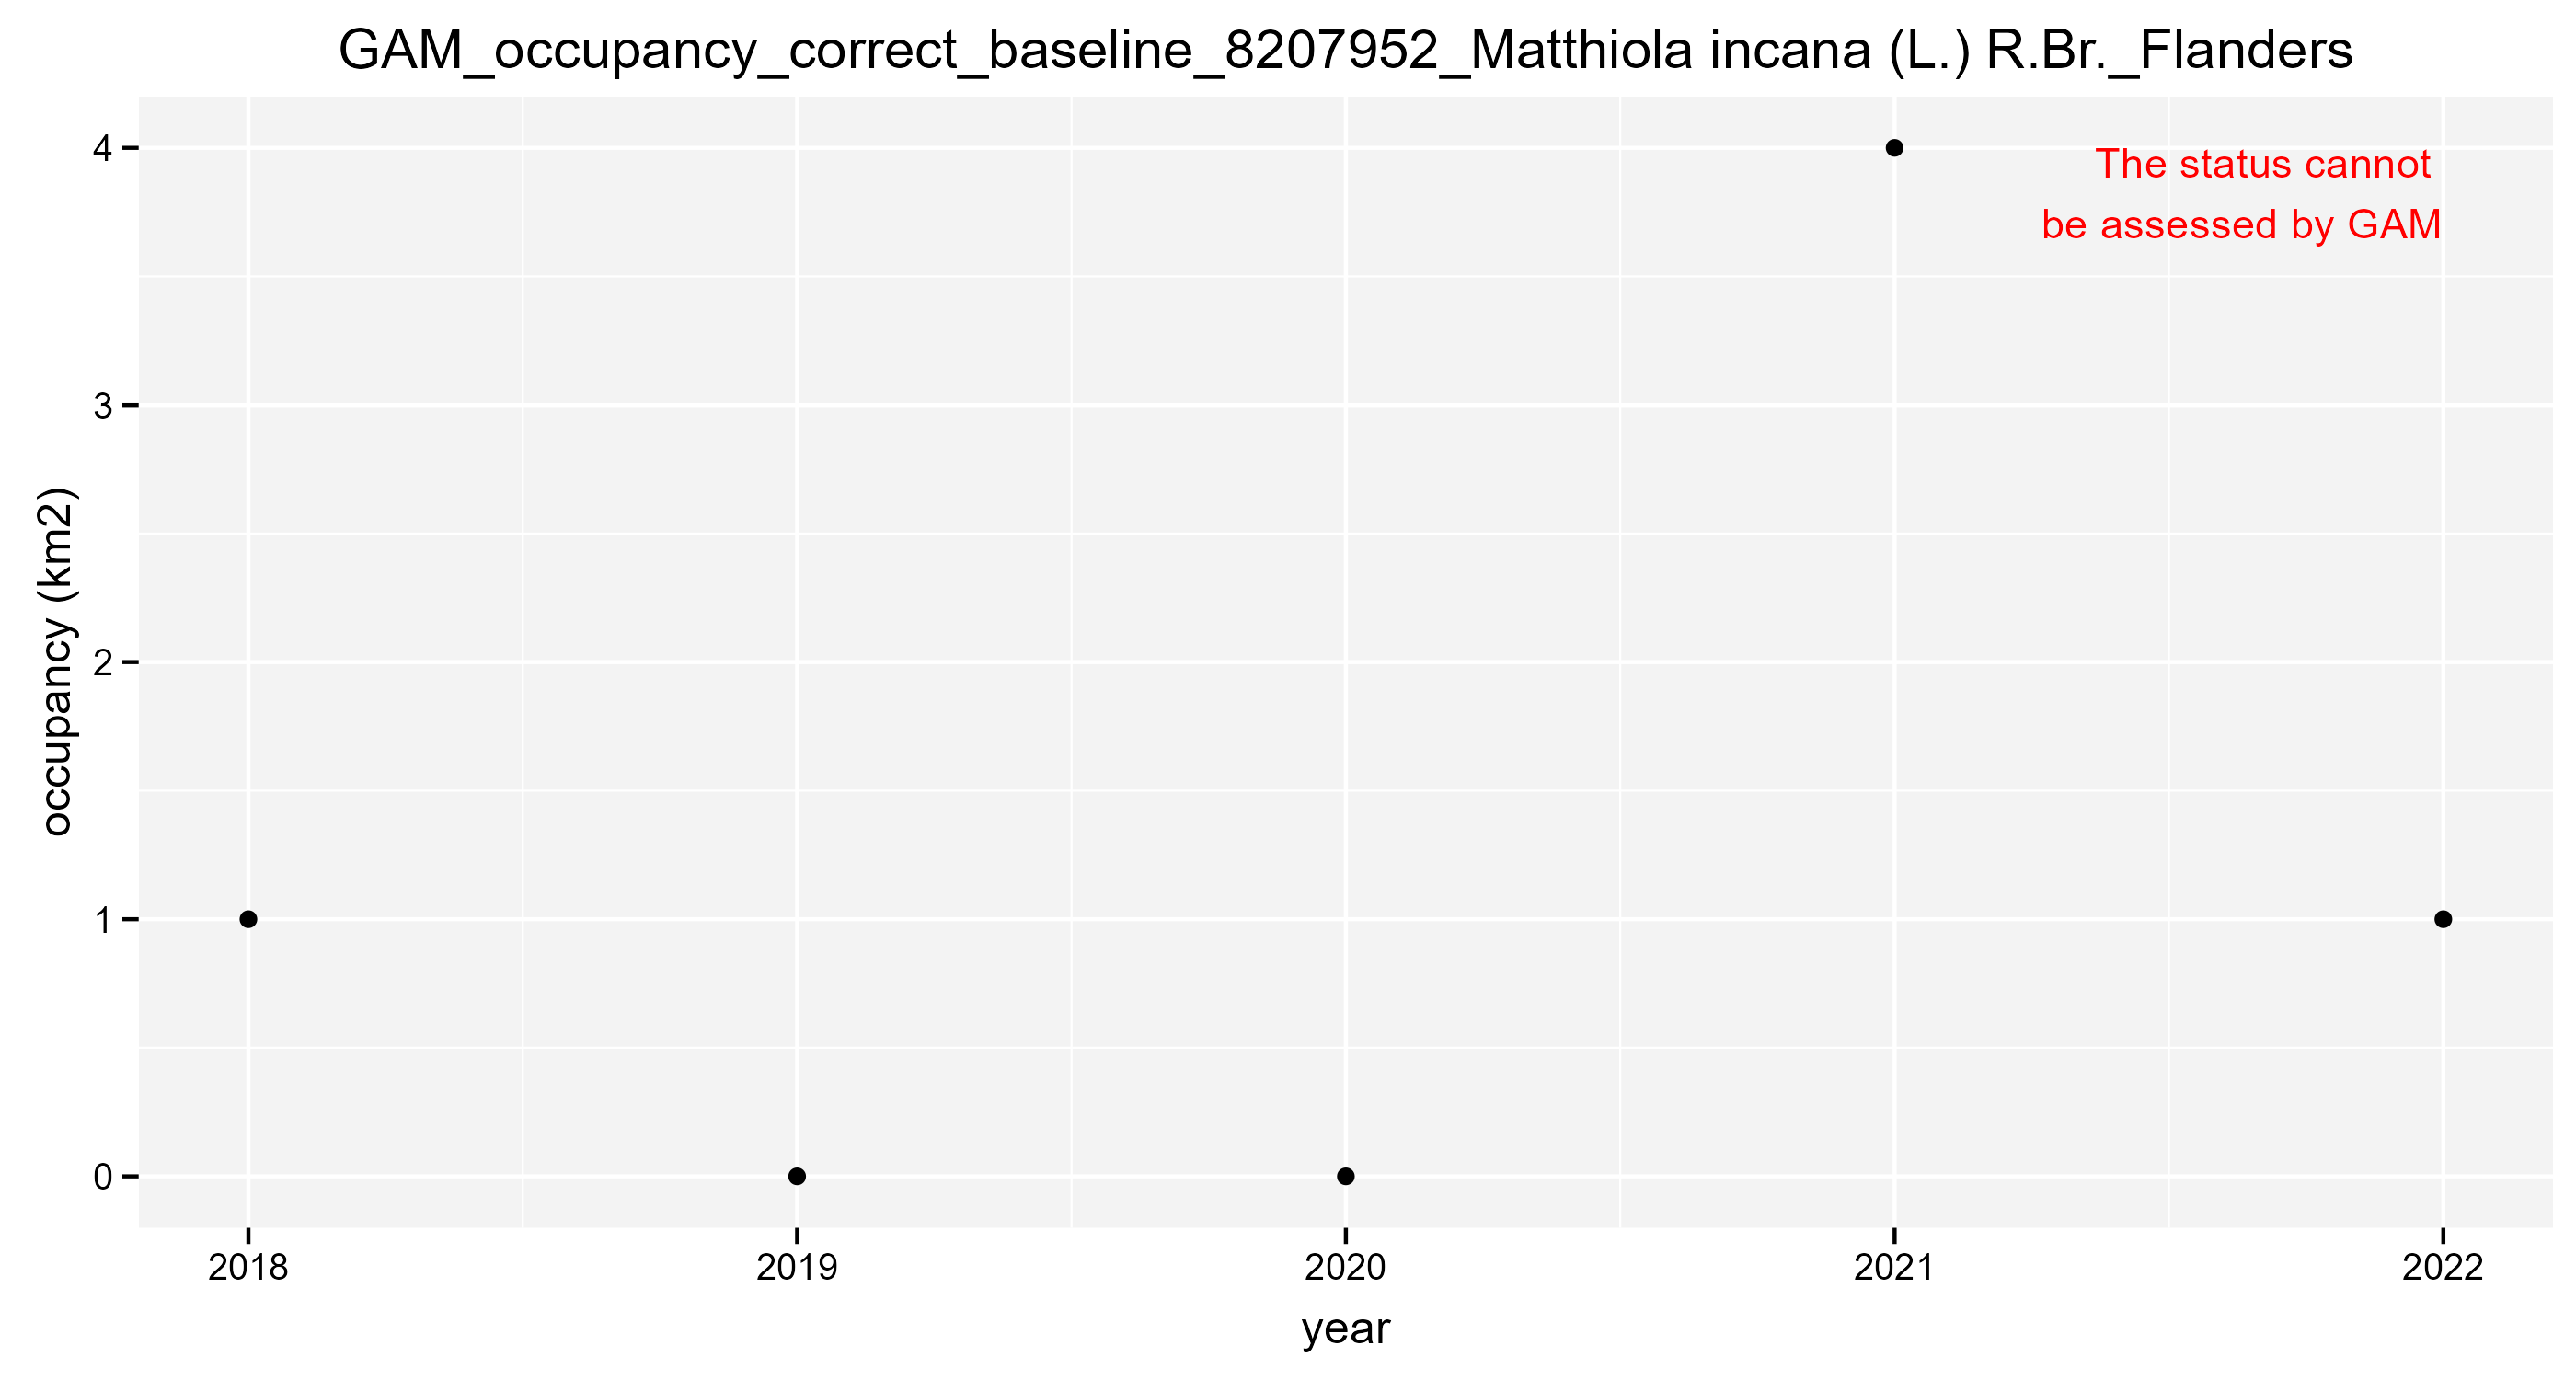 GAM_occupancy_correct_baseline_8207952_Matthiola incana (L.) R.Br._Flanders
The status cannot
be assessed by GAM
occupancy (km2)
4
3
2
1
0
2018 2019 2020 2021 2022
year